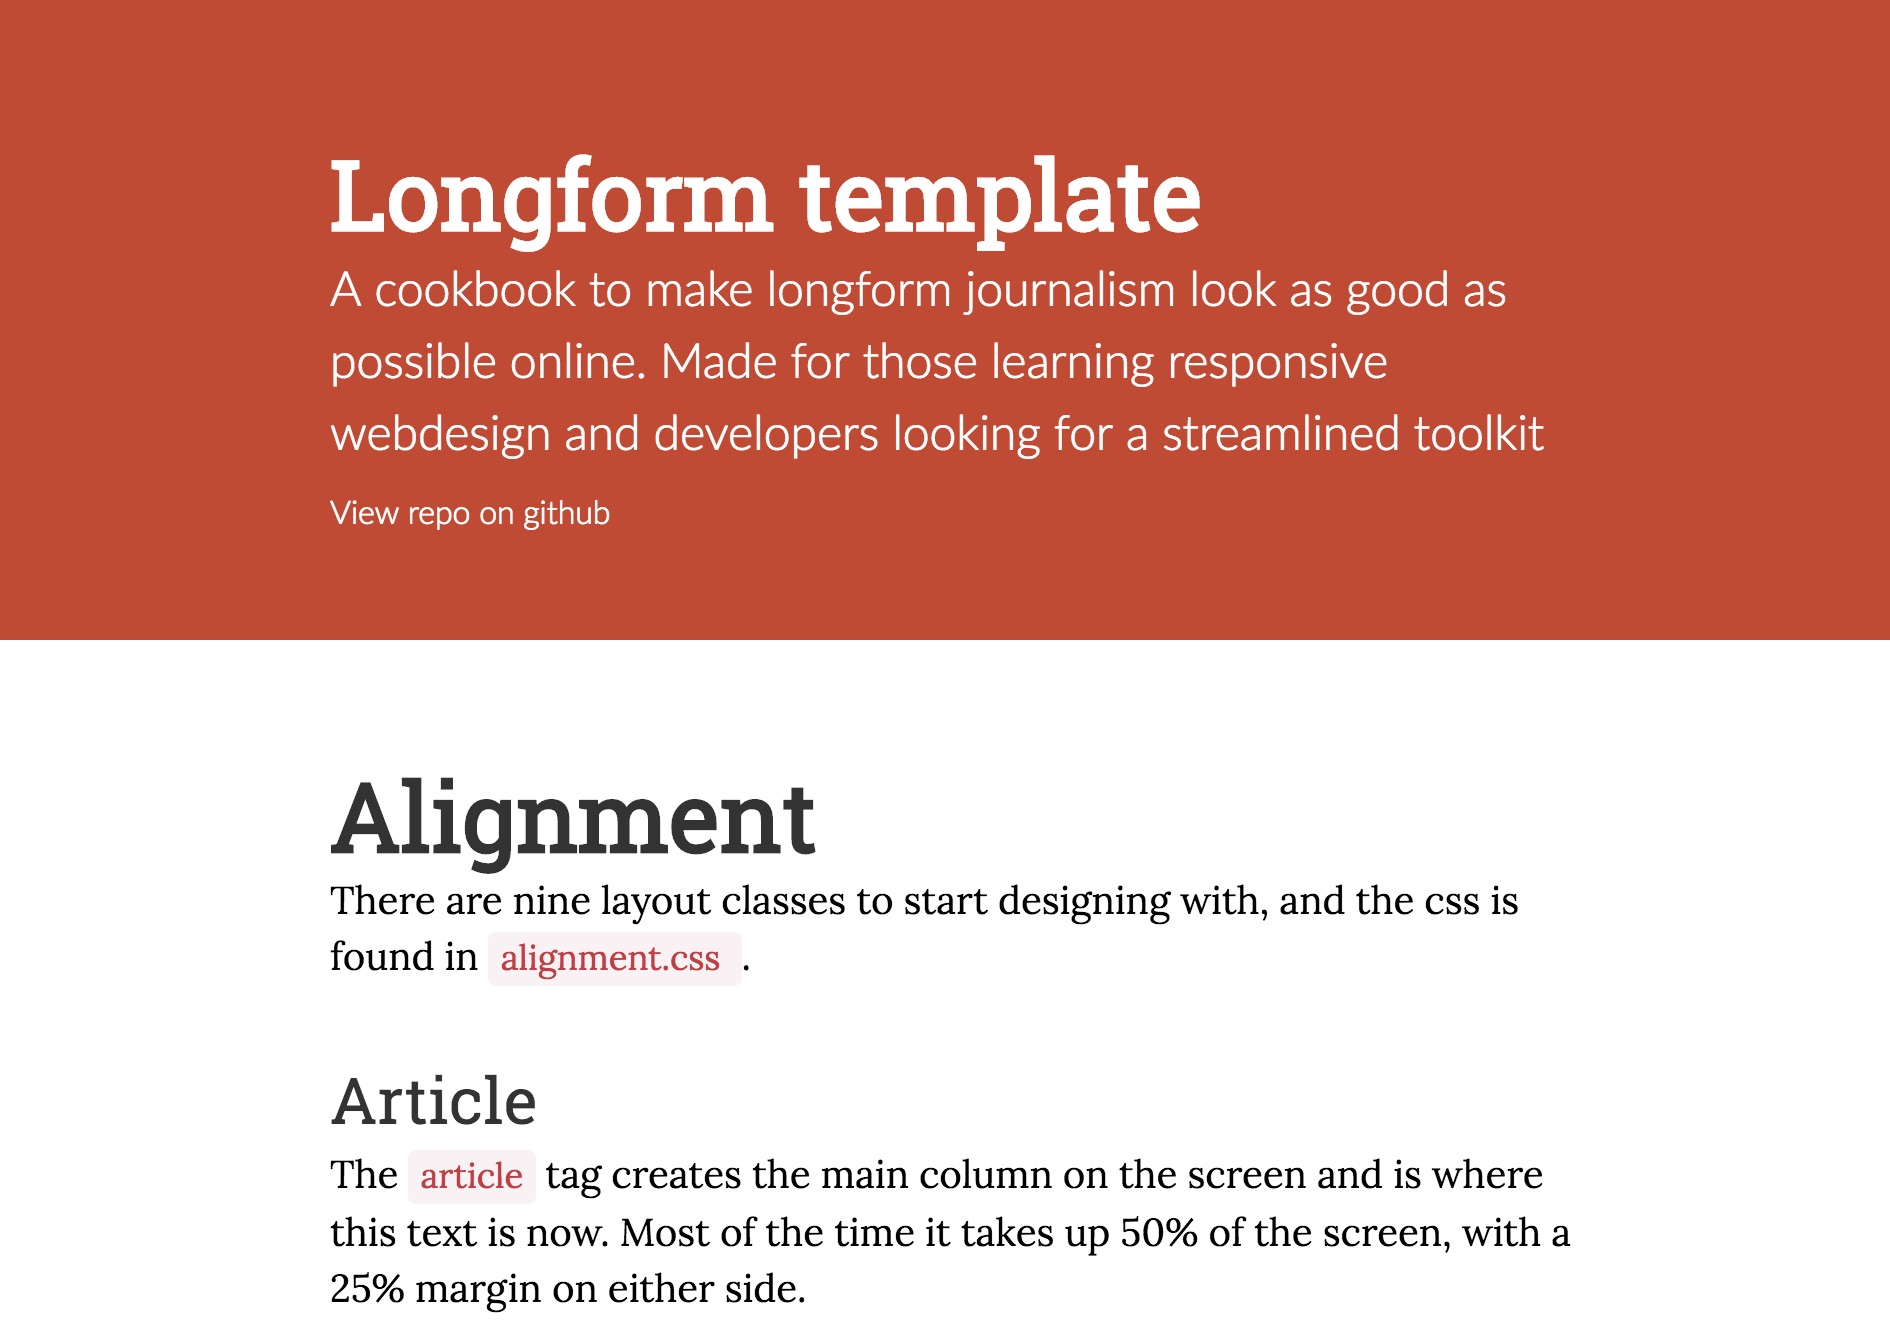 Longform template
A cookbook to make longform journalism look as good as
possible online. Made for those learning responsive
webdesign and developers looking for a streamlined toolkit
View repo on github
Alignment
There are nine layout classes to start designing with, and the css is
found in alignment.css .
Article
The article tag creates the main column on the screen and is where
this text is now. Most of the time it takes up 50% of the screen, with a
25% margin on either side.